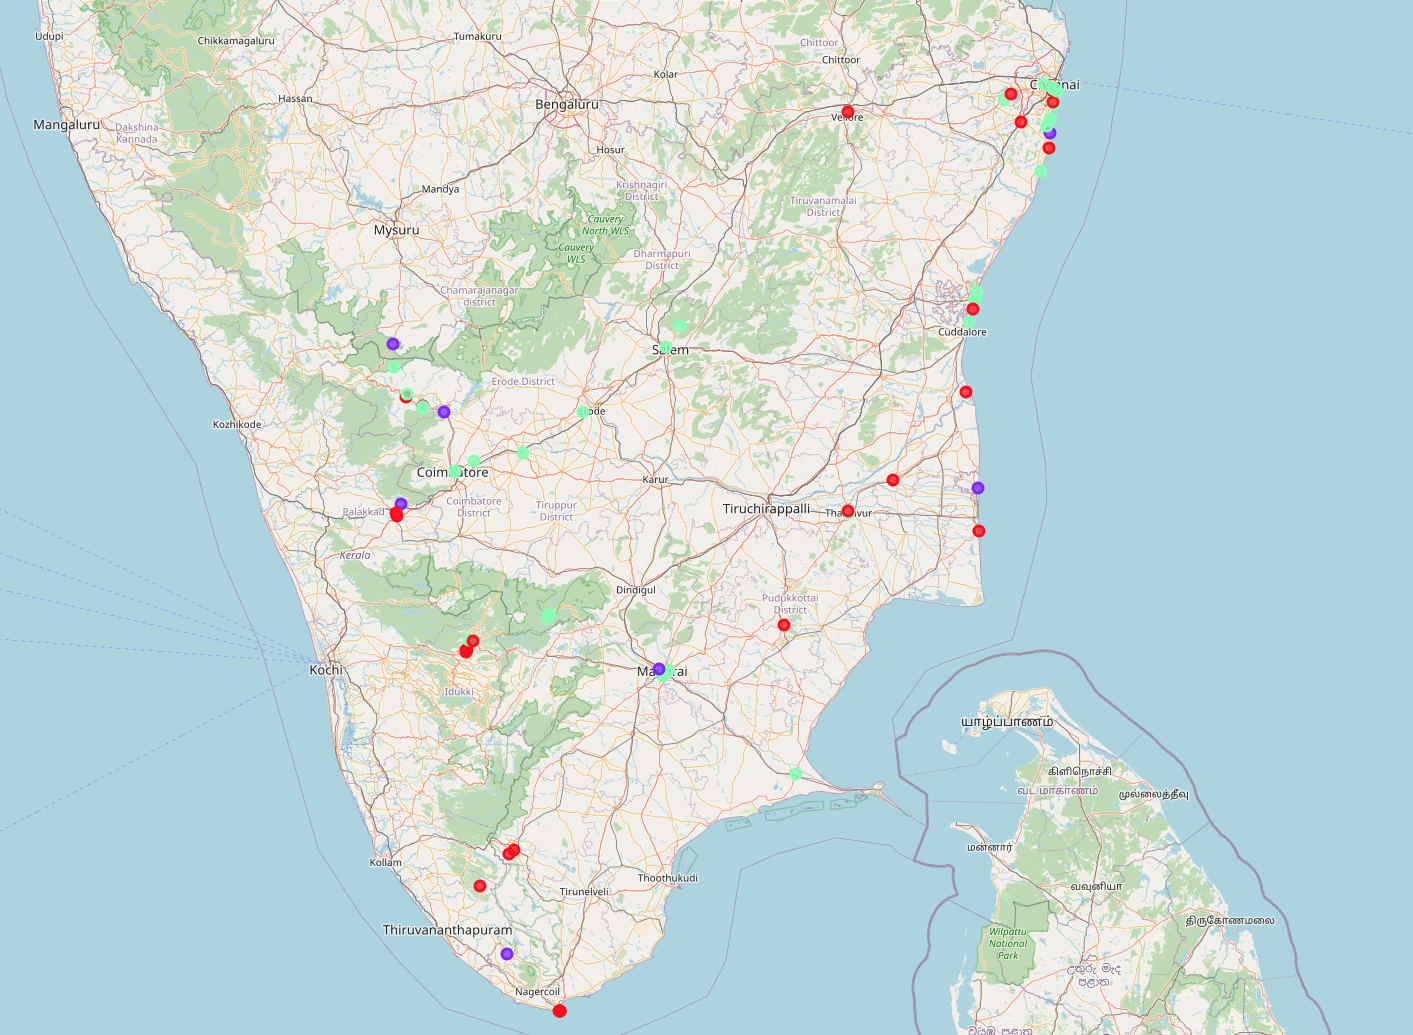 Udupi
Chikkamagaluru
Tumakuru
Chittoor
Chittoor
Kolar
Chennai
Hassan
Bengaluru
Vellore
Mangaluru
Dakshina
Kannada
Hosur
Mandya
Krishnagiri
District
Tiruvanamalai
District
Mysuru
Cauvery
North WLS
Cauvery
WLS
Dharmapuri
District
Chamarajanagar
district
Cuddalore
Salem
Erode District
Erode
Kozhikode
Coimbatore
Karur
Coimbatore
District
Tiruppur
District
Palakkad
Tiruchirappalli
Thanjavur
Kerala
Dindigul
Pudukkottai
District
Kochi
Madurai
Idukki
யாழ்ப்பாணம்
கிளிநொச்சி
வட மாகாணம்
முல்லைத்தீவு
மன்னார்
Kollam
Thoothukudi
Tirunelveli
வவுனியா
Thiruvananthapuram
திருகோணமலை
Wilpattu
National
Park
උතුරු මැද
පළාත
Nagercoil